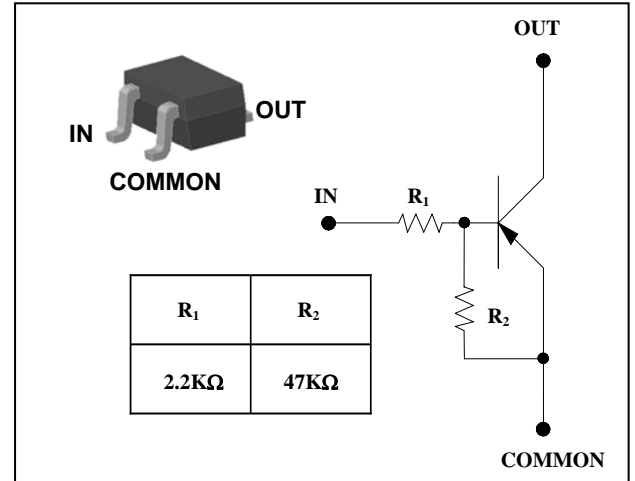 OUT
IN
OUT
COMMON
IN
R₁
R₂
R₁
R₂
2.2KΩ
47KΩ
COMMON